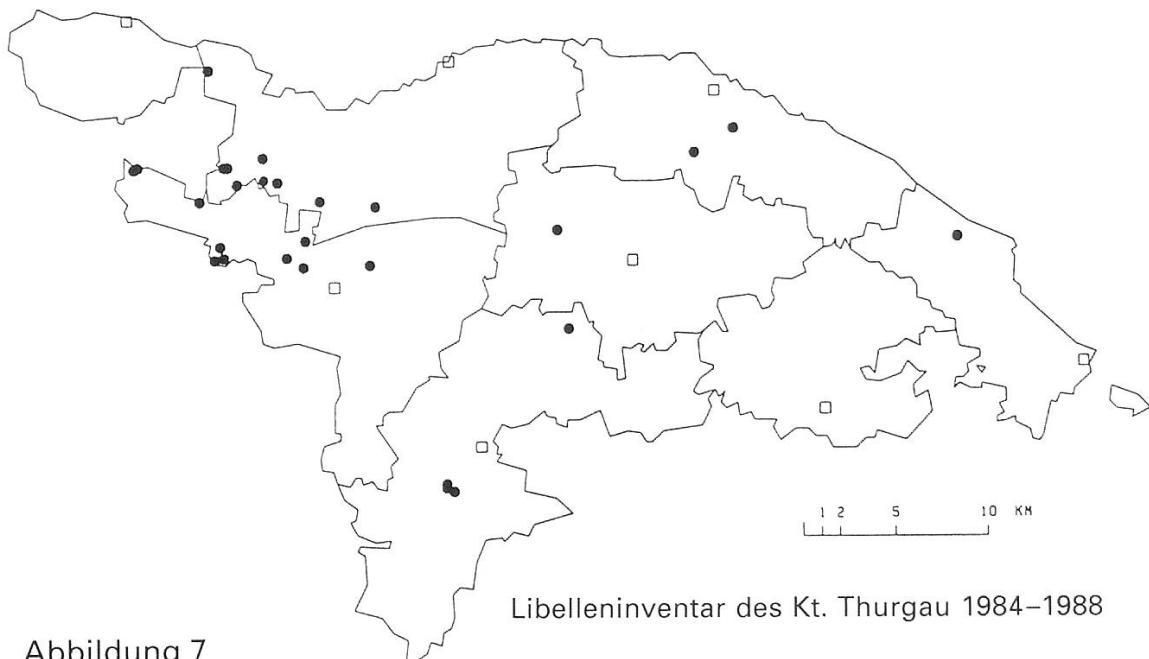 1 2 5 10 KM
Libelleninventar des Kt. Thurgau 1984–1988
Abbildung 7